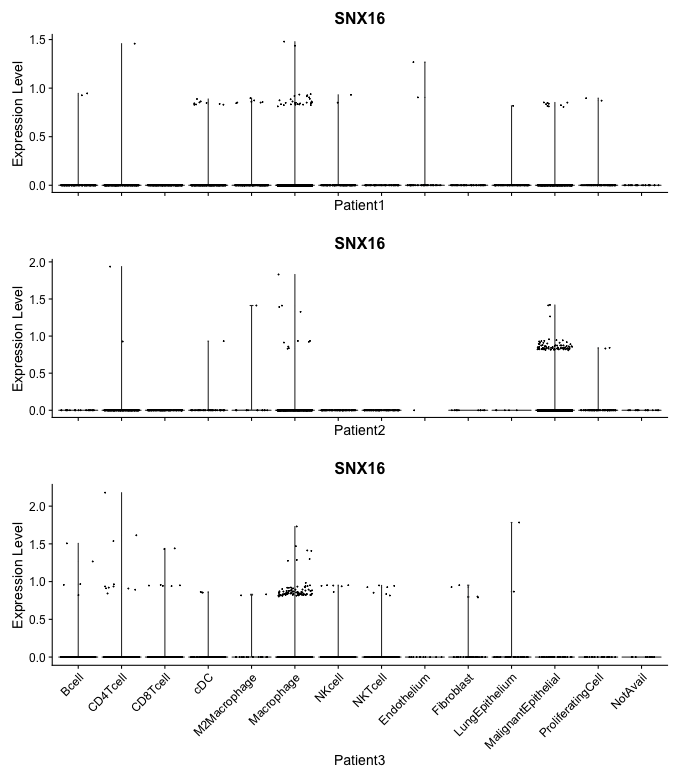 SNX16
Expression Level
1.5
1.0
0.5
0.0
Patient1
SNX16
Expression Level
2.0
1.5
1.0
0.5
0.0
Patient2
SNX16
Expression Level
2.0
1.5
1.0
0.5
0.0
Bcell
CD4Tcell
CD8Tcell
cDC
M2Macrophage
Macrophage
NKcell
NKTcell
Endothelium
Fibroblast
LungEpithelium
MalignantEpithelial
ProliferatingCell
NotAvail
Patient3